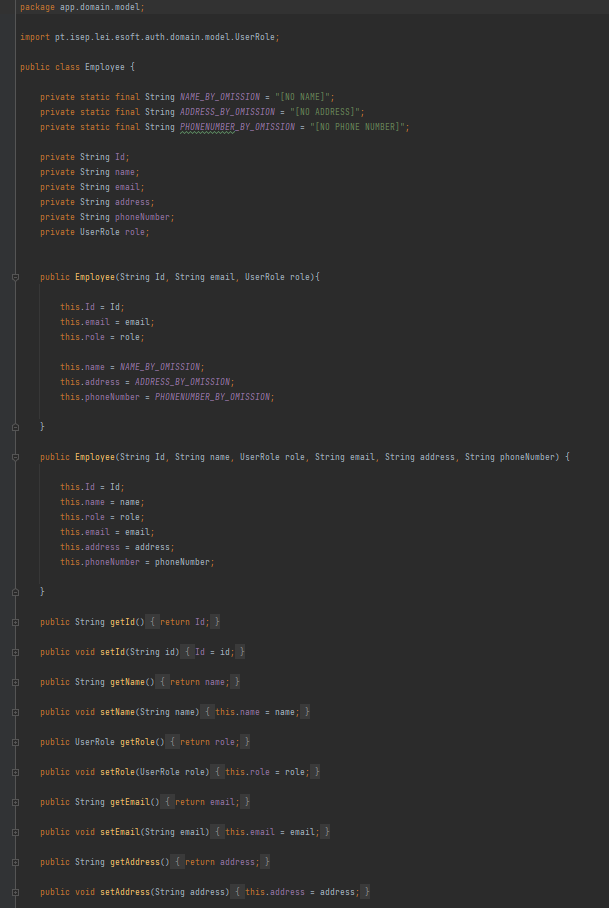 package app.domain.model;
import pt.isep.lei.esoft.auth.domain.model.UserRole;
public class Employee {
private static final String NAME_BY_OMISSION = "[NO NAME]";
private static final String ADDRESS_BY_OMISSION = "[NO ADDRESS]";
private static final String PHONENUMBER_BY_OMISSION = "[NO PHONE NUMBER]";
private String Id;
private String name;
private String email;
private String address;
private String phoneNumber;
private UserRole role;
public Employee(String Id, String email, UserRole role){
this.Id = Id;
this.email = email;
this.role = role;
this.name = NAME_BY_OMISSION;
this.address = ADDRESS_BY_OMISSION;
this.phoneNumber = PHONENUMBER_BY_OMISSION;
}
public Employee(String Id, String name, UserRole role, String email, String address, String phoneNumber) {
this.Id = Id;
this.name = name;
this.role = role;
this.email = email;
this.address = address;
this.phoneNumber = phoneNumber;
}
public String getId() { return Id; }
public void setId(String id) { Id = id; }
public String getName() { return name; }
public void setName(String name) { this.name = name; }
public UserRole getRole() { return role; }
public void setRole(UserRole role) { this.role = role; }
public String getEmail() { return email; }
public void setEmail(String email) { this.email = email; }
public String getAddress() { return address; }
public void setAddress(String address) { this.address = address; }